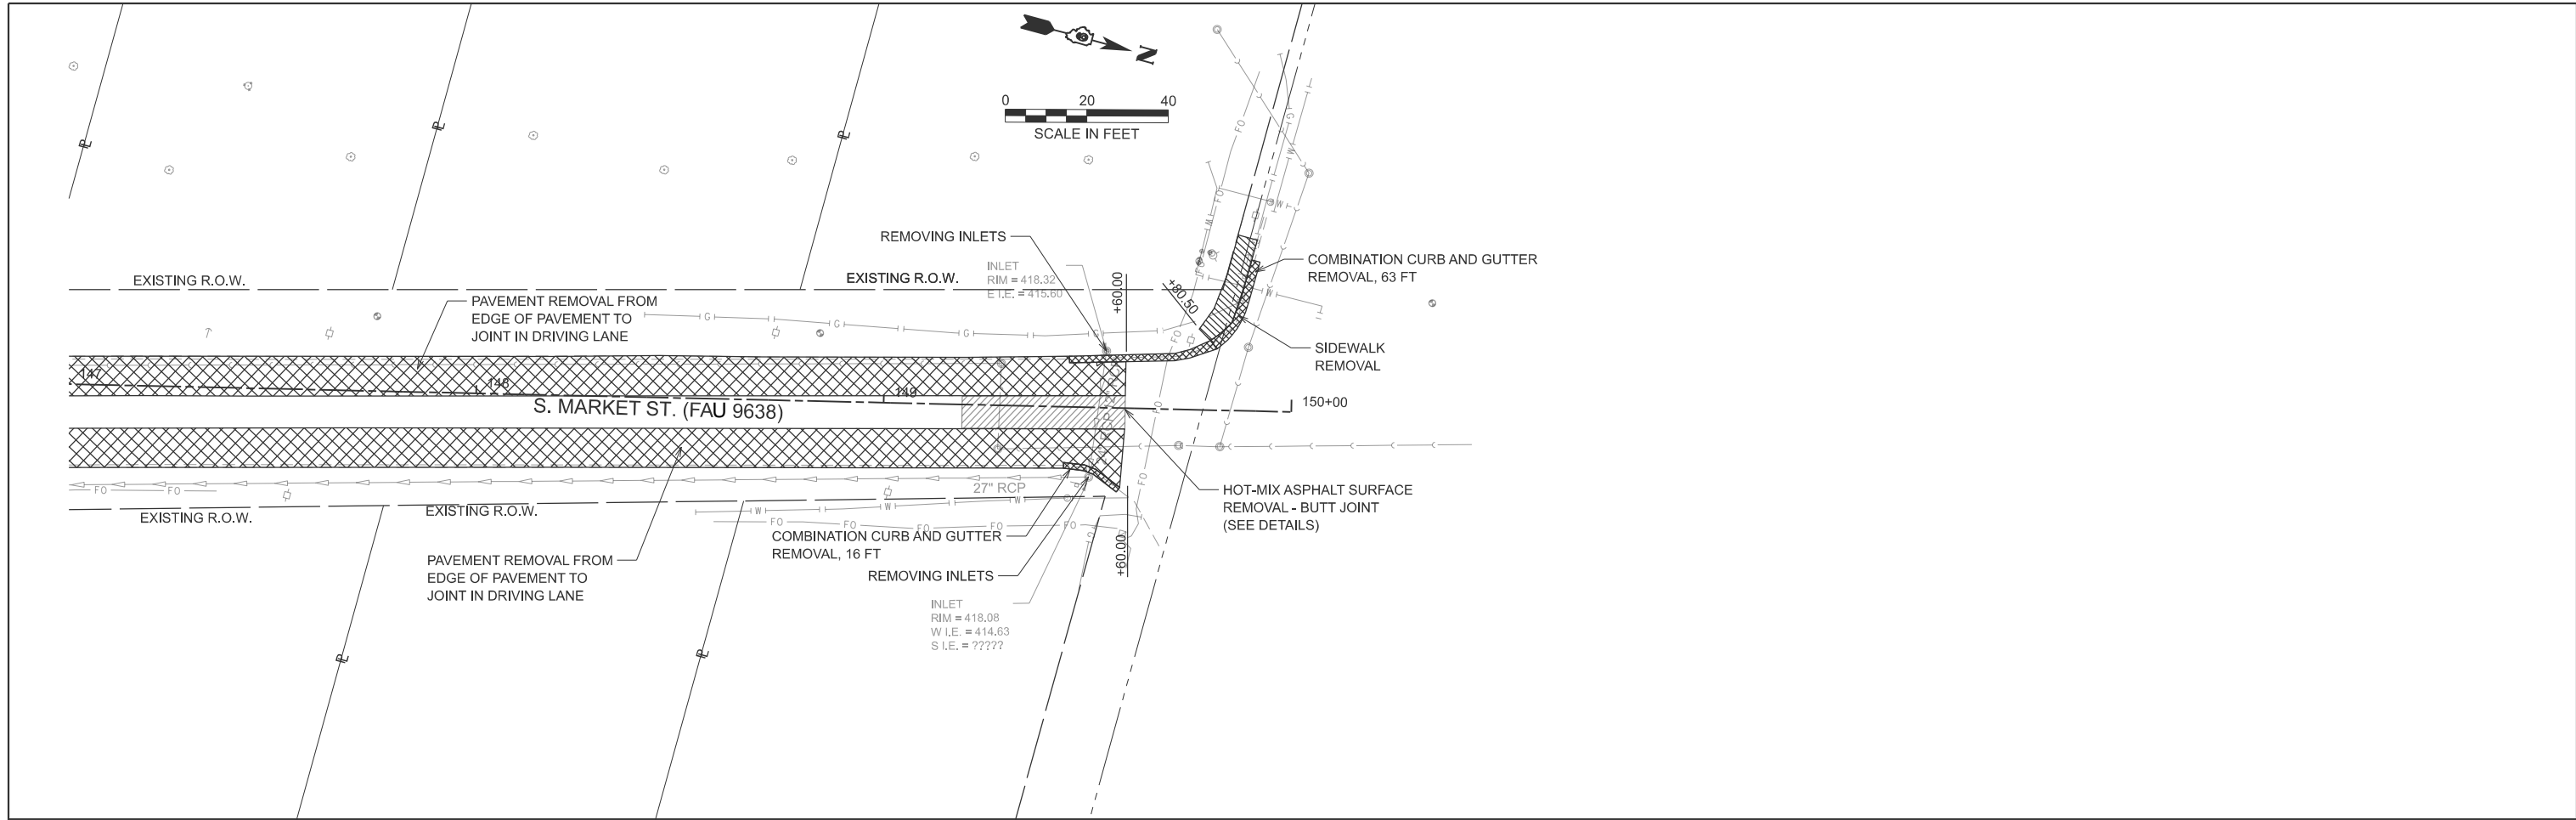 N
0 20 40
SCALE IN FEET
REMOVING INLETS
INLET
RIM = 418.32
E I.E. = 415.60
EXISTING R.O.W.
EXISTING R.O.W.
+60.00
+80.50
COMBINATION CURB AND GUTTER
REMOVAL, 63 FT
PAVEMENT REMOVAL FROM
EDGE OF PAVEMENT TO
JOINT IN DRIVING LANE
SIDEWALK
REMOVAL
147
148
149
150+00
S. MARKET ST. (FAU 9638)
27" RCP
HOT-MIX ASPHALT SURFACE
REMOVAL - BUTT JOINT
(SEE DETAILS)
EXISTING R.O.W.
EXISTING R.O.W.
COMBINATION CURB AND GUTTER
REMOVAL, 16 FT
+60.00
PAVEMENT REMOVAL FROM
EDGE OF PAVEMENT TO
JOINT IN DRIVING LANE
REMOVING INLETS
INLET
RIM = 418.08
W I.E. = 414.63
S I.E. = ?????